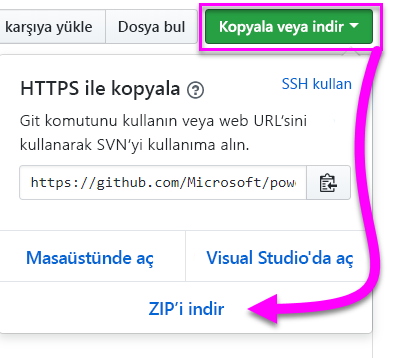 karşıya yükle Dosya bul Kopyala veya indir
HTTPS ile kopyala
SSH kullan
Git komutunu kullanın veya web URL'sini
kullanarak SVN'yi kullanıma alın.
https://github.com/Microsoft/pow
Masaüstünde aç Visual Studio'da aç
ZIP'i indir